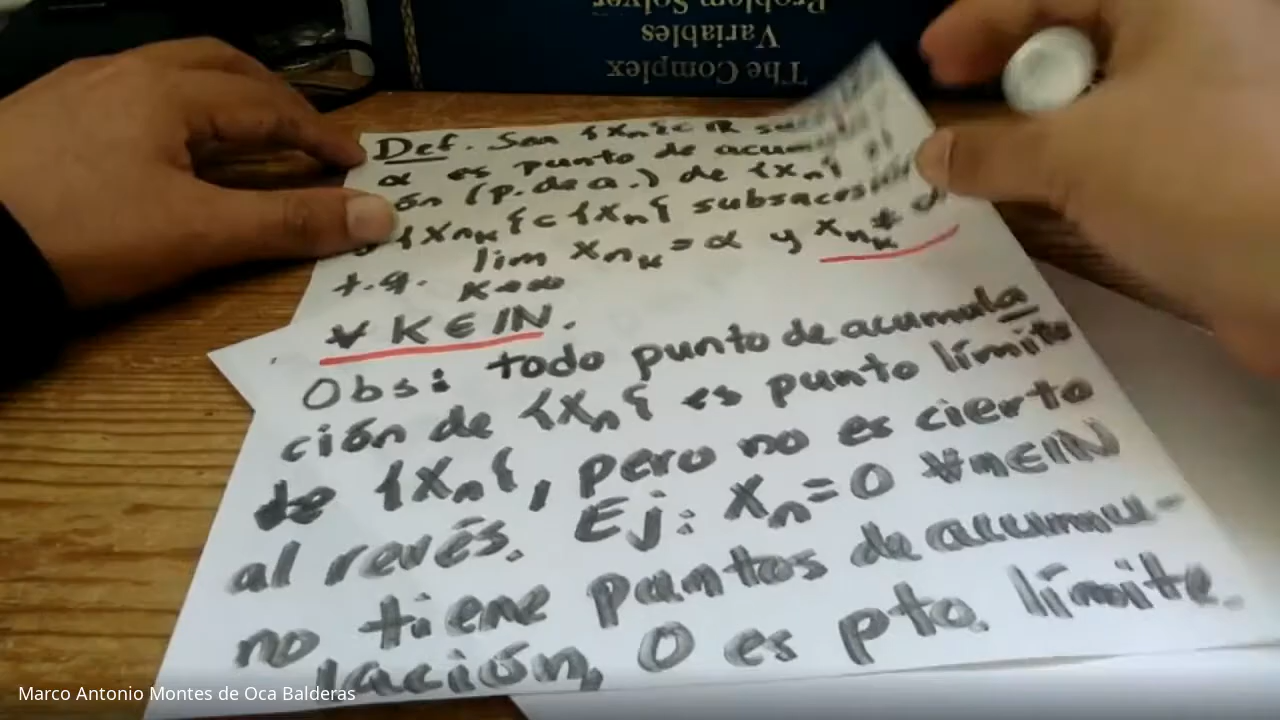 The Complex
Variables
Problem Solver
Def. Sea {Xn}⊂ℝ
α es punto de acumu
ón (p. de a.) de {Xn} si
{Xnₖ}⊂{Xn} subsucesión
t.q. lim Xnₖ = α y Xnₖ ≠ α
K→∞
∀ K∈ℕ.
Obs: todo punto de acumula
ción de {Xn} es punto límite
de {Xn}, pero no es cierto
al revés. Ej: Xn = 0 ∀n∈ℕ
no tiene puntos de acumu-
lación, 0 es pto. límite.
Marco Antonio Montes de Oca Balderas